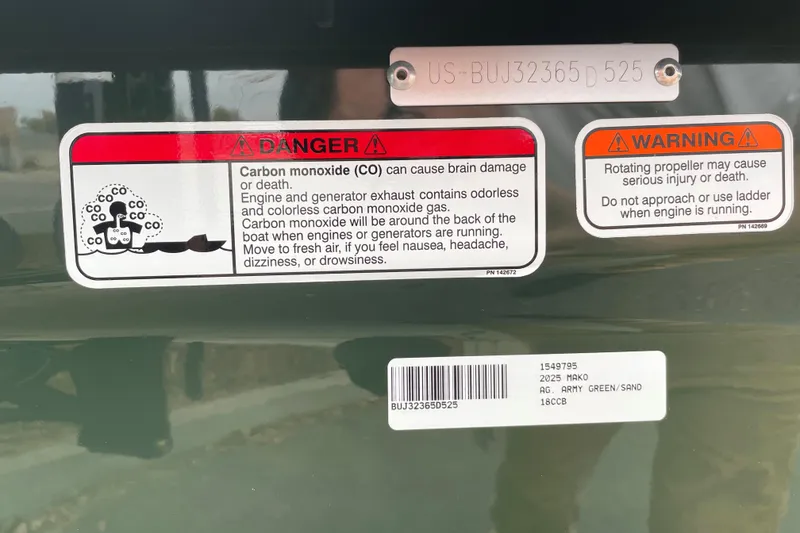 US-BUJ32365D525
DANGER
Carbon monoxide (CO) can cause brain damage
or death.
Engine and generator exhaust contains odorless
and colorless carbon monoxide gas.
Carbon monoxide will be around the back of the
boat when engines or generators are running.
Move to fresh air, if you feel nausea, headache,
dizziness, or drowsiness.
PN 142672
CO
CO
CO
CO
CO
CO
CO
CO
CO
CO
CO
WARNING
Rotating propeller may cause
serious injury or death.
Do not approach or use ladder
when engine is running.
PN 142669
BUJ32365D525
1549795
2025 MAKO
AG. ARMY GREEN/SAND
18CCB